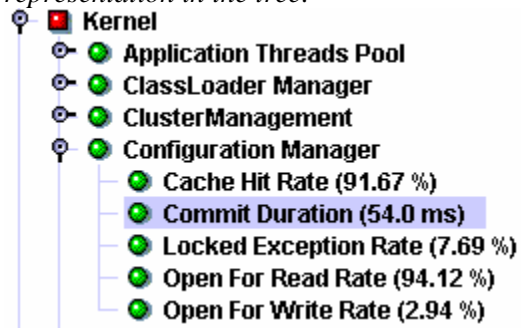 representation in the tree.
Kernel
Application Threads Pool
ClassLoader Manager
ClusterManagement
Configuration Manager
Cache Hit Rate (91.67 %)
Commit Duration (54.0 ms)
Locked Exception Rate (7.69 %)
Open For Read Rate (94.12 %)
Open For Write Rate (2.94 %)